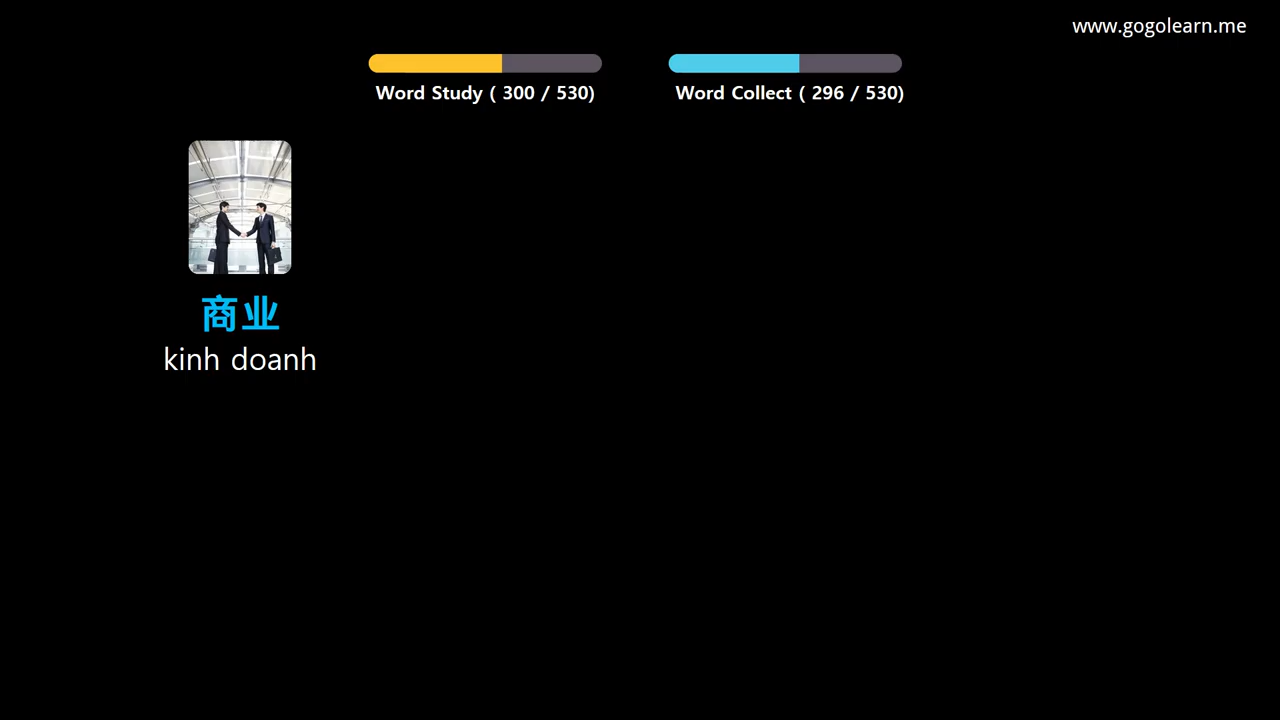 www.gogolearn.me
Word Study ( 300 / 530)
Word Collect ( 296 / 530)
商业
kinh doanh